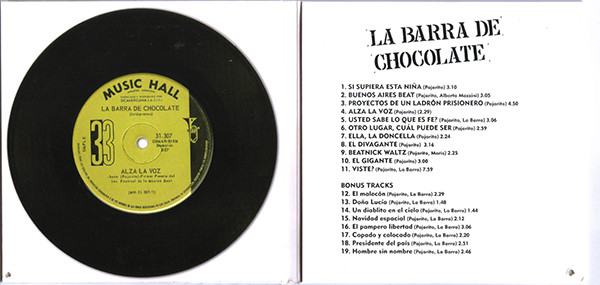 MUSIC HALL
LA BARRA DE CHOCOLATE
33
31.307
ALZA LA VOZ
LA BARRA DE
CHOCOLATE
1. SI SUPIERA ESTA NIÑA (Pajarito) 3.10
2. BUENOS AIRES BEAT (Pajarito, Alberto Massini) 3.05
3. PROYECTOS DE UN LADRÓN PRISIONERO (Pajarito) 4.50
4. ALZA LA VOZ (Pajarito) 2.29
5. USTED SABE LO QUE ES FE? (Pajarito, La Barra) 3.06
6. OTRO LUGAR, CUÁL PUEDE SER (Pajarito) 2.59
7. ELLA, LA DONCELLA (Pajarito) 2.24
8. EL DIVAGANTE (Pajarito) 3.16
9. BEATNICK WALTZ (Pajarito, Moris) 2.25
10. EL GIGANTE (Pajarito) 3.00
11. VISTE? (Pajarito, La Barra) 7.59
BONUS TRACKS
12. El malecón (Pajarito, La Barra) 2.29
13. Doña Lucía (Pajarito, La Barra) 1.48
14. Un diablito en el cielo (Pajarito, La Barra) 1.44
15. Navidad espacial (Pajarito, La Barra) 2.12
16. El pampero libertad (Pajarito, La Barra) 3.06
17. Copado y colocado (Pajarito, La Barra) 2.20
18. Presidente del país (Pajarito, La Barra) 2.51
19. Hombre sin nombre (Pajarito, La Barra) 2.46